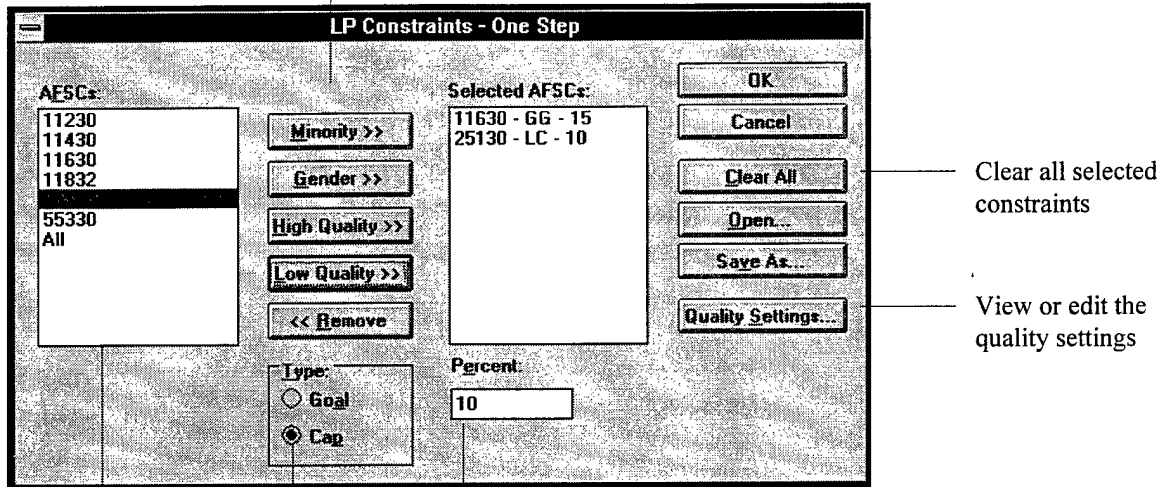 LP Constraints - One Step
AFSCs:
11230
11430
11630
11832
55330
All
Minority >>
Gender >>
High Quality >>
Low Quality >>
<< Remove
Type:
Goal
Cap
Selected AFSCs:
11630 - GG - 15
25130 - LC - 10
Percent:
10
OK
Cancel
Clear All
Open...
Save As...
Quality Settings...
Clear all selected
constraints
View or edit the
quality settings